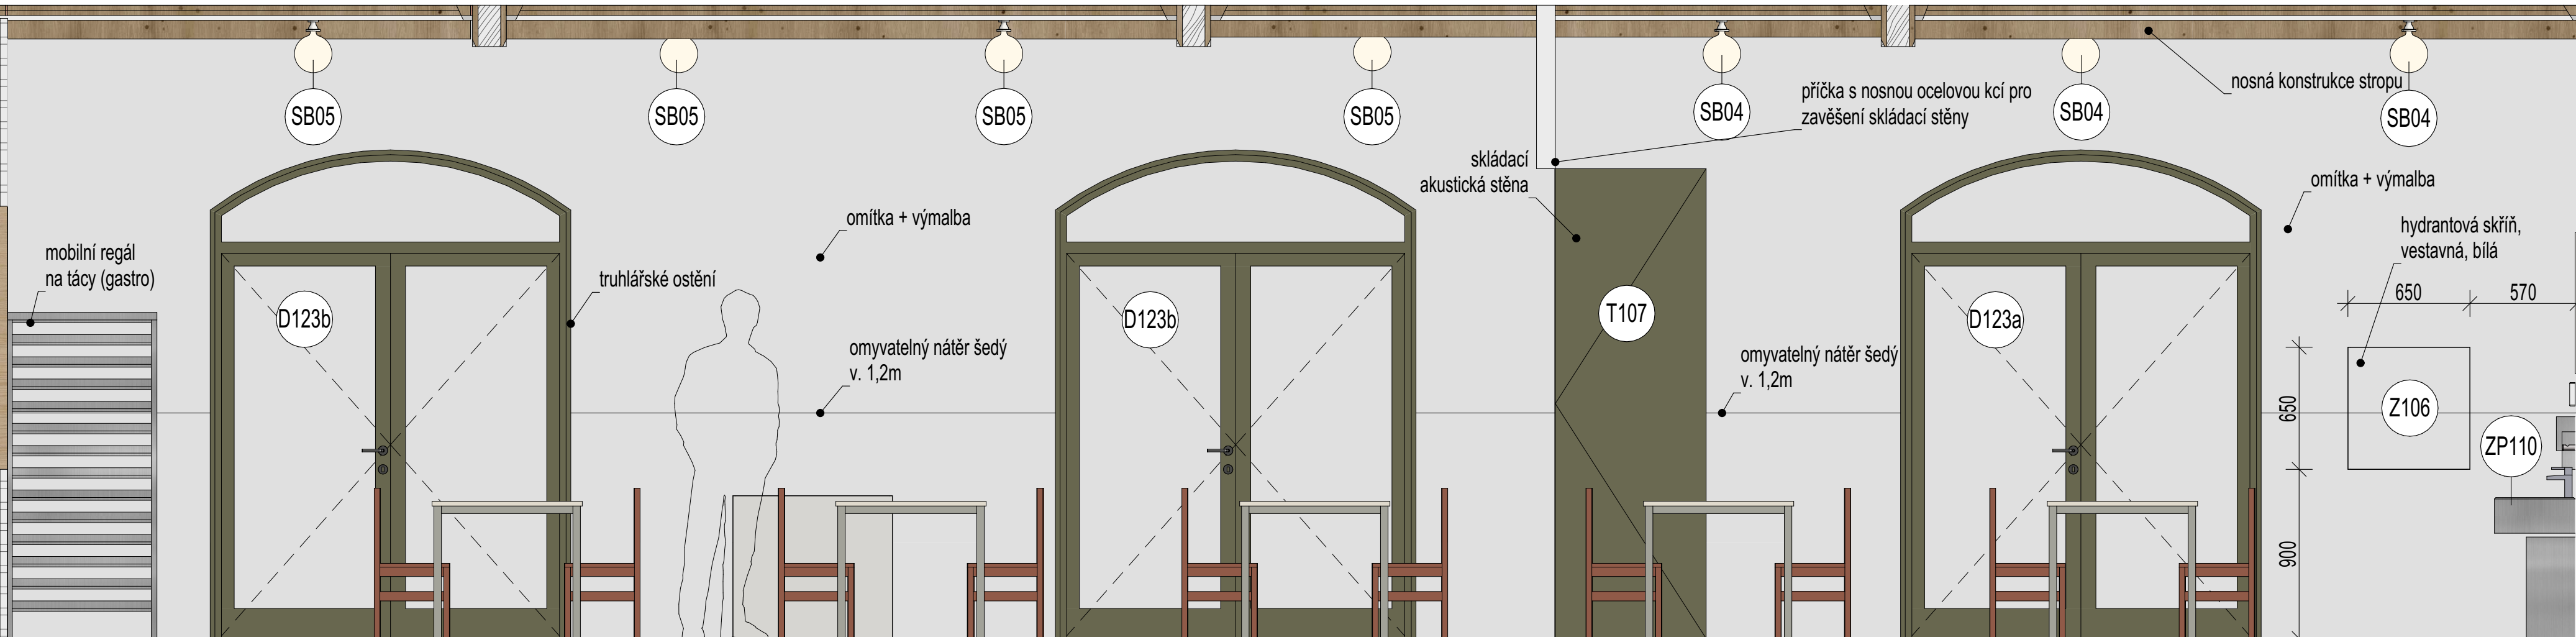 SB05
SB05
SB05
SB05
SB04
SB04
SB04
nosná konstrukce stropu
příčka s nosnou ocelovou kcí pro
zavěšení skládací stěny
skládací
akustická stěna
omítka + výmalba
omítka + výmalba
hydrantová skříň,
vestavná, bílá
mobilní regál
na tácy (gastro)
truhlářské ostění
650
570
D123b
D123b
T107
D123a
omyvatelný nátěr šedý
v. 1,2m
omyvatelný nátěr šedý
v. 1,2m
650
Z106
ZP110
900